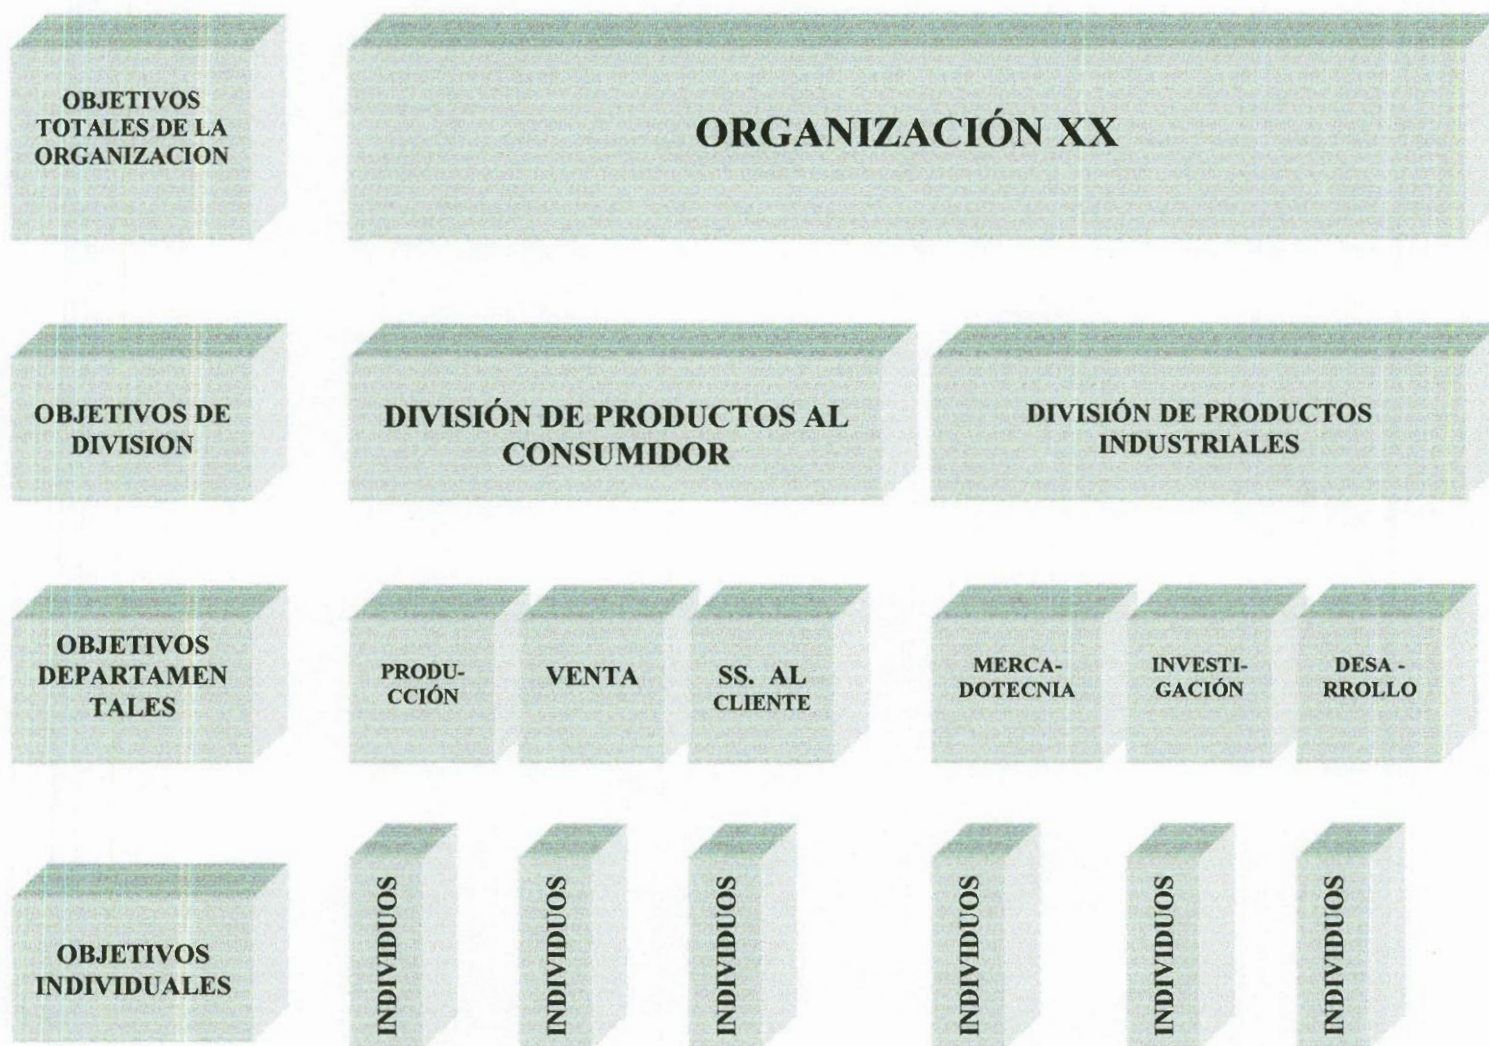 OBJETIVOS
TOTALES DE LA
ORGANIZACION
ORGANIZACIÓN XX
OBJETIVOS DE
DIVISION
DIVISIÓN DE PRODUCTOS AL
CONSUMIDOR
DIVISIÓN DE PRODUCTOS
INDUSTRIALES
OBJETIVOS
DEPARTAMEN
TALES
PRODU-
CCIÓN
VENTA
SS. AL
CLIENTE
MERCA-
DOTECNIA
INVESTI-
GACIÓN
DESA -
RROLLO
OBJETIVOS
INDIVIDUALES
INDIVIDUOS
INDIVIDUOS
INDIVIDUOS
INDIVIDUOS
INDIVIDUOS
INDIVIDUOS